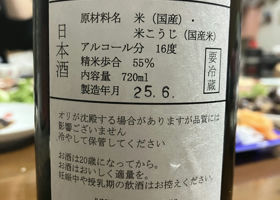 日本酒
原材料名 米(国産)・
米こうじ(国産米)
アルコール分 16度
精米歩合 55%
内容量 720ml
製造年月 25.6.
要冷蔵
オリが沈殿する場合がありますが品質には
影響ございません
冷やして保管してください
お酒は20歳になってから。
お酒はおいしく適量を。
妊娠中や授乳期の飲酒はお控えください。